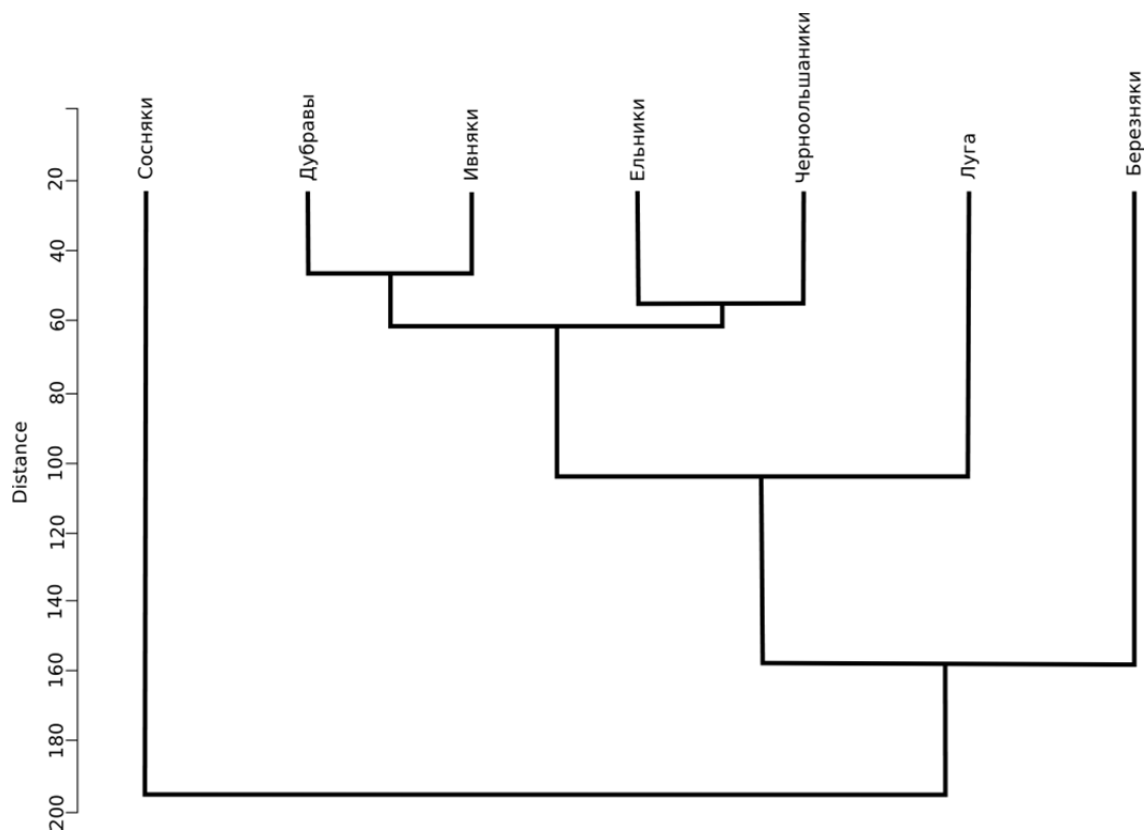 Сосняки
Дубравы
Ивняки
Ельники
Черноольшаники
Луга
Березняки
Distance
20
40
60
80
100
120
140
160
180
200